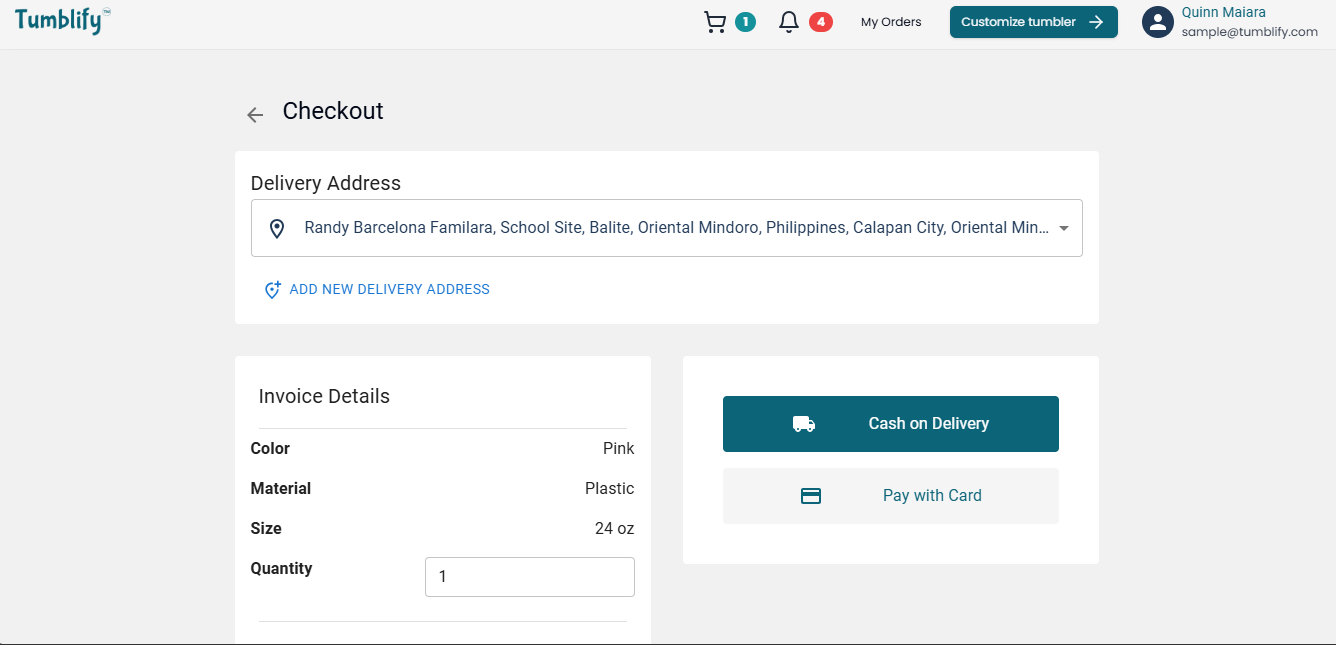 Tumblify™
1
4
My Orders
Customize tumbler
Quinn Maiara
sample@tumblify.com
Checkout
Delivery Address
Randy Barcelona Familara, School Site, Balite, Oriental Mindoro, Philippines, Calapan City, Oriental Min...
ADD NEW DELIVERY ADDRESS
Invoice Details
Color Pink
Material Plastic
Size 24 oz
Quantity 1
Cash on Delivery
Pay with Card